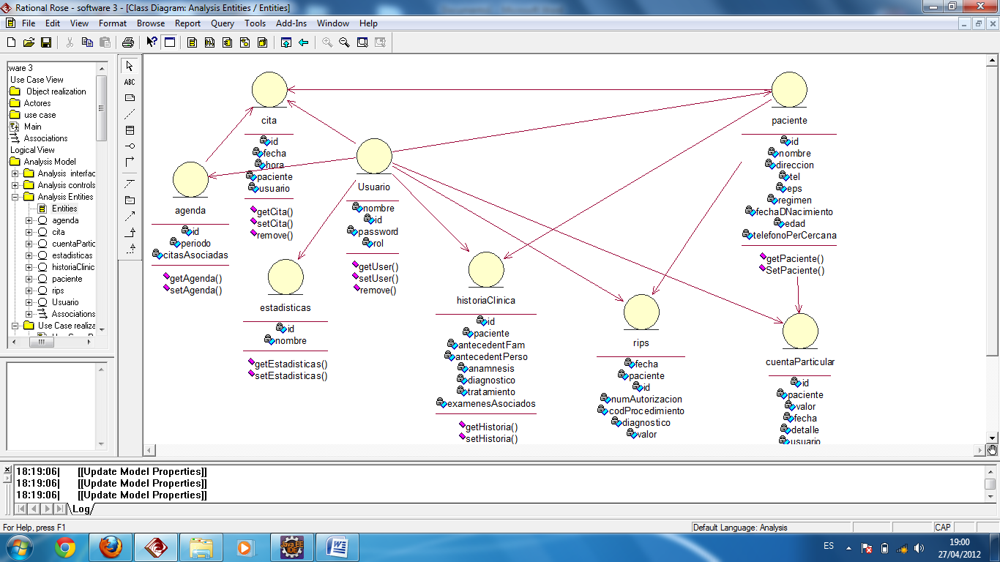 Rational Rose - software 3 - [Class Diagram: Analysis Entities / Entities]
File Edit View Format Browse Report Query Tools Add-Ins Window Help
ware 3
Use Case View
Object realization
Actores
use case
Main
Associations
Logical View
Analysis Model
Analysis interfac
Analysis controls
Analysis Entities
Entities
agenda
cita
cuentaPartic
estadisticas
historiaClinic
paciente
rips
Usuario
Associations
Use Case realiza
ABC
cita
id
fecha
hora
paciente
usuario
getCita()
setCita()
remove()
agenda
id
periodo
citasAsociadas
getAgenda()
setAgenda()
Usuario
nombre
id
password
rol
getUser()
setUser()
remove()
estadisticas
id
nombre
getEstadisticas()
setEstadisticas()
historiaClinica
id
paciente
antecedentFam
antecedentPerso
anamnesis
diagnostico
tratamiento
examenesAsociados
getHistoria()
setHistoria()
paciente
id
nombre
direccion
tel
eps
regimen
fechaDNacimiento
edad
telefonoPerCercana
getPaciente()
SetPaciente()
rips
fecha
paciente
id
numAutorizacion
codProcedimiento
diagnostico
valor
cuentaParticular
id
paciente
valor
fecha
detalle
usuario
18:19:06| [[Update Model Properties]]
18:19:06| [[Update Model Properties]]
18:19:06| [[Update Model Properties]]
Log
For Help, press F1
Default Language: Analysis
CAP
Java EE
IDE
ES
19:00
27/04/2012